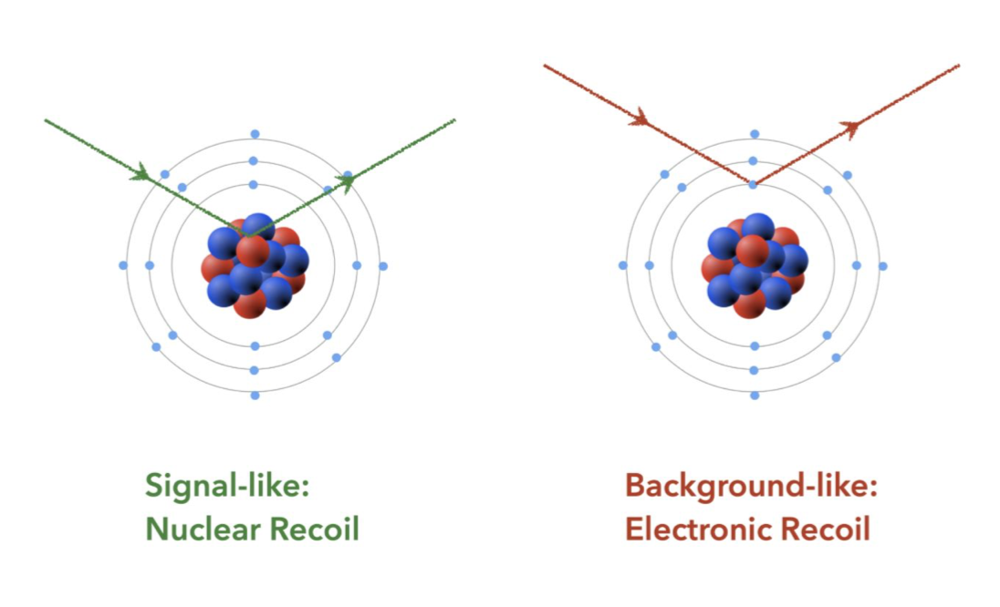 Signal-like:
Nuclear Recoil
Background-like:
Electronic Recoil